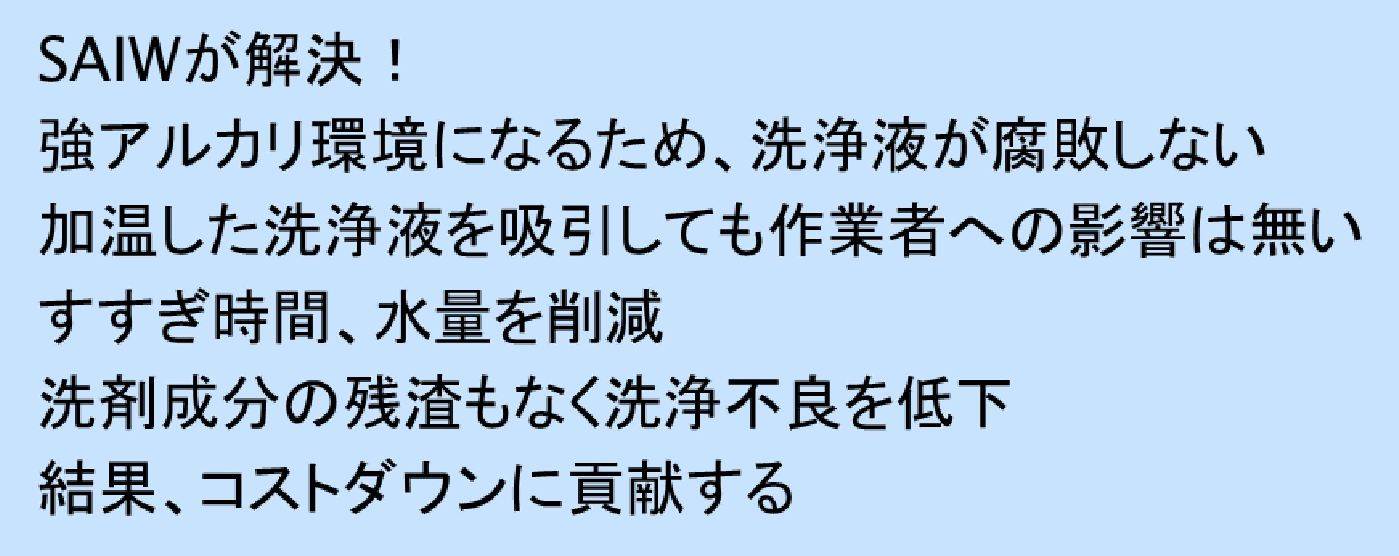 SAIWが解決！
強アルカリ環境になるため、洗浄液が腐敗しない
加温した洗浄液を吸引しても作業者への影響は無い
すすぎ時間、水量を削減
洗剤成分の残渣もなく洗浄不良を低下
結果、コストダウンに貢献する